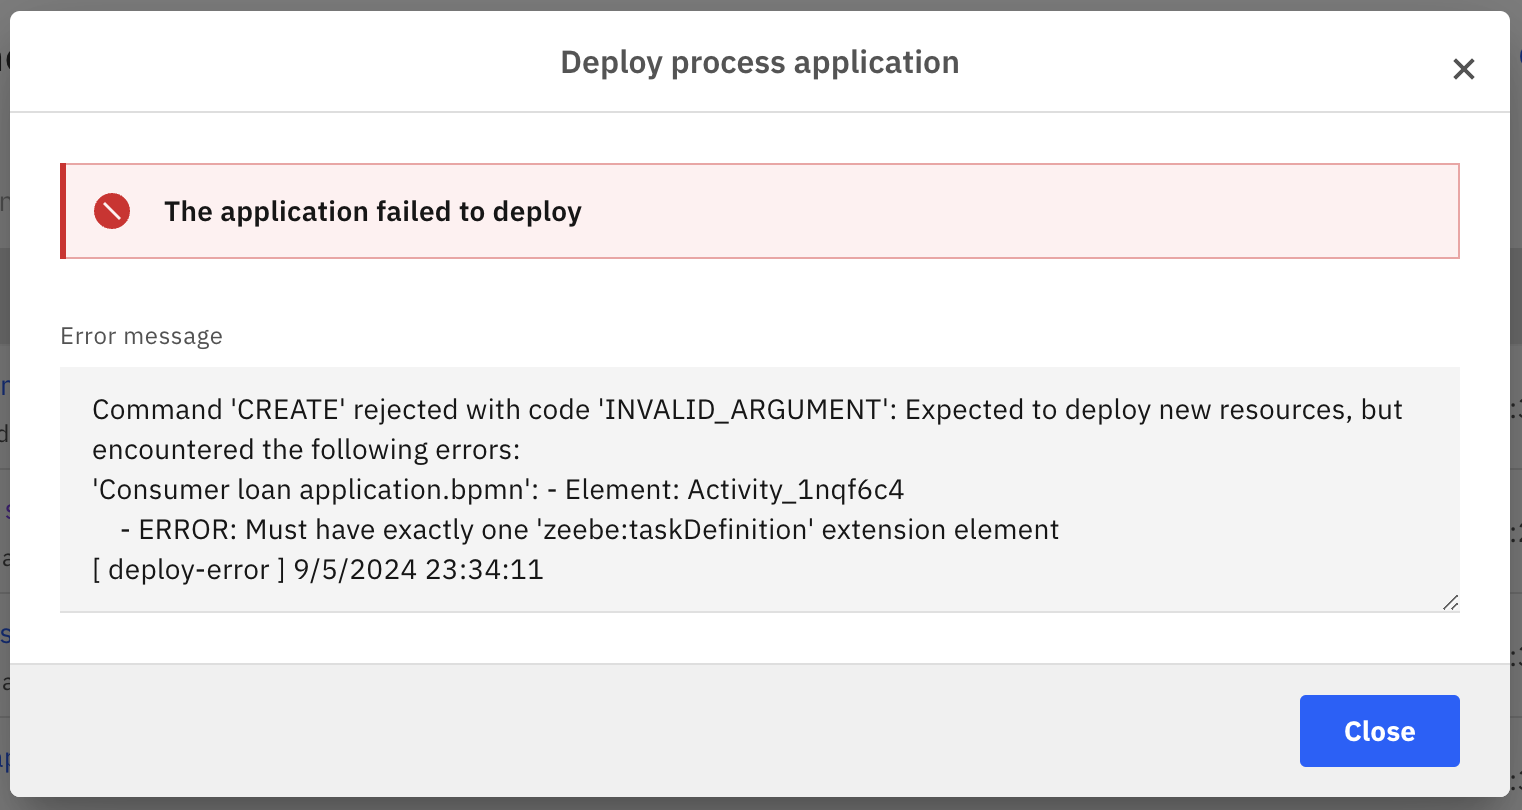 Deploy process application
The application failed to deploy
Error message
Command 'CREATE' rejected with code 'INVALID_ARGUMENT': Expected to deploy new resources, but
encountered the following errors:
'Consumer loan application.bpmn': - Element: Activity_1nqf6c4
- ERROR: Must have exactly one 'zeebe:taskDefinition' extension element
[ deploy-error ] 9/5/2024 23:34:11
Close